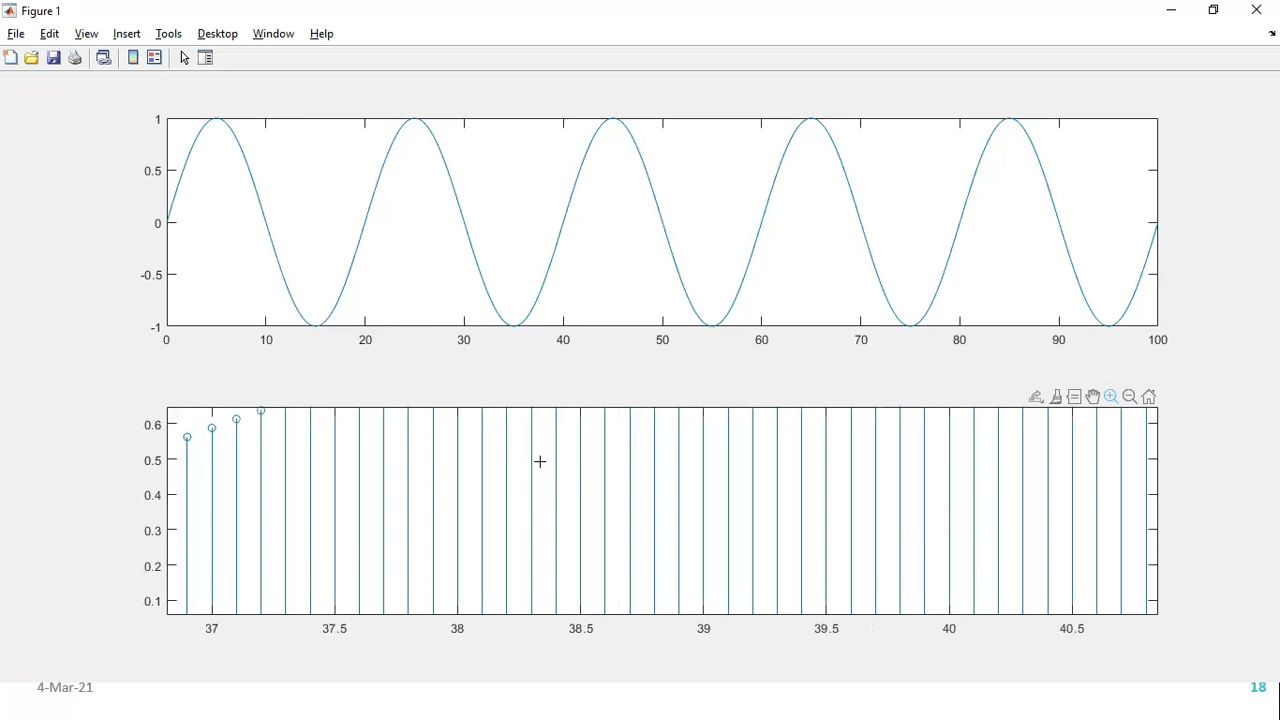 Figure 1
File Edit View Insert Tools Desktop Window Help
1
0.5
0
-0.5
-1
0 10 20 30 40 50 60 70 80 90 100
0.6
0.5
0.4
0.3
0.2
0.1
37 37.5 38 38.5 39 39.5 40 40.5
4-Mar-21 18